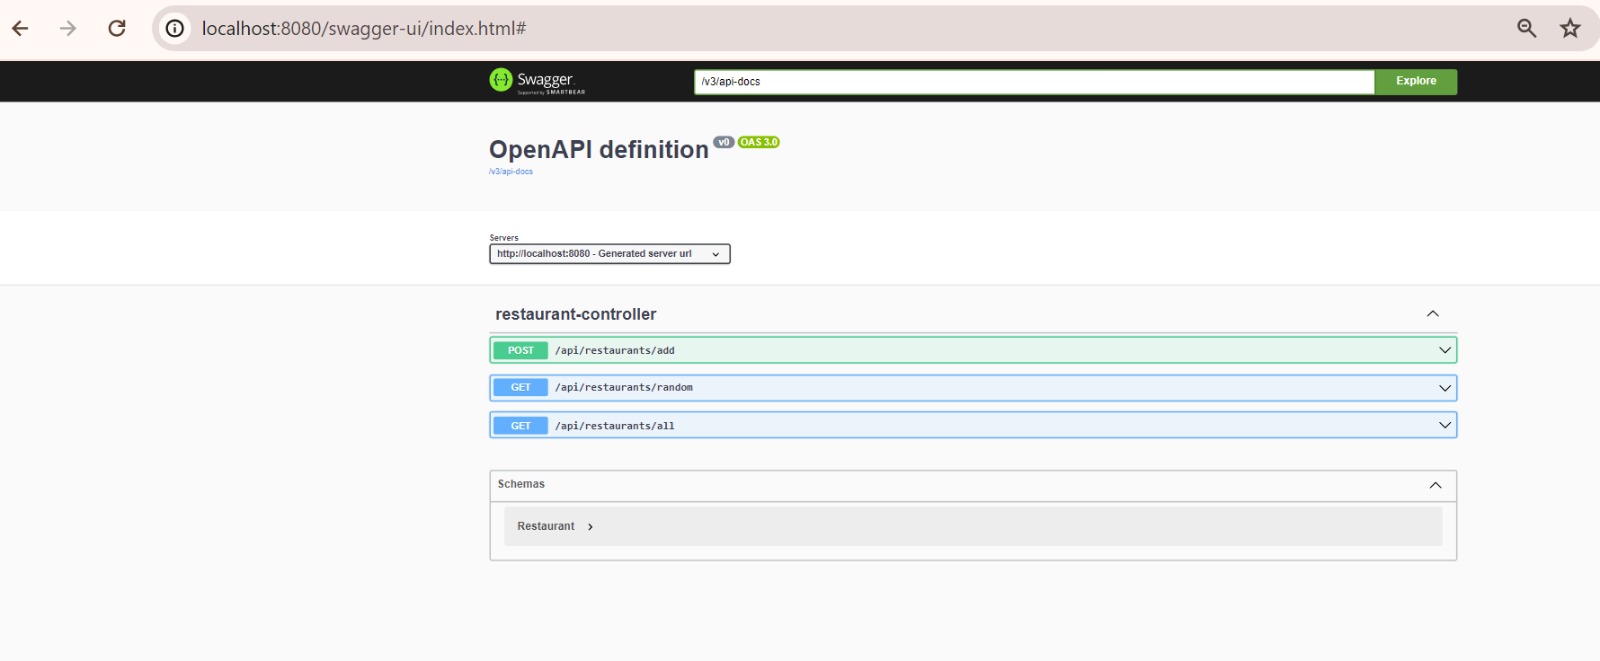 localhost:8080/swagger-ui/index.html#
Swagger.
Supported by SMARTBEAR
/v3/api-docs
Explore
OpenAPI definition v0 OAS 3.0
/v3/api-docs
Servers
http://localhost:8080 - Generated server url
restaurant-controller
POST /api/restaurants/add
GET /api/restaurants/random
GET /api/restaurants/all
Schemas
Restaurant